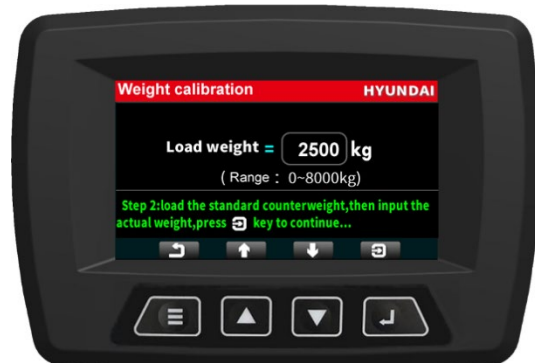 Weight calibration HYUNDAI
Load weight = 2500 kg
( Range : 0~8000kg)
Step 2:load the standard counterweight,then input the
actual weight,press key to continue...